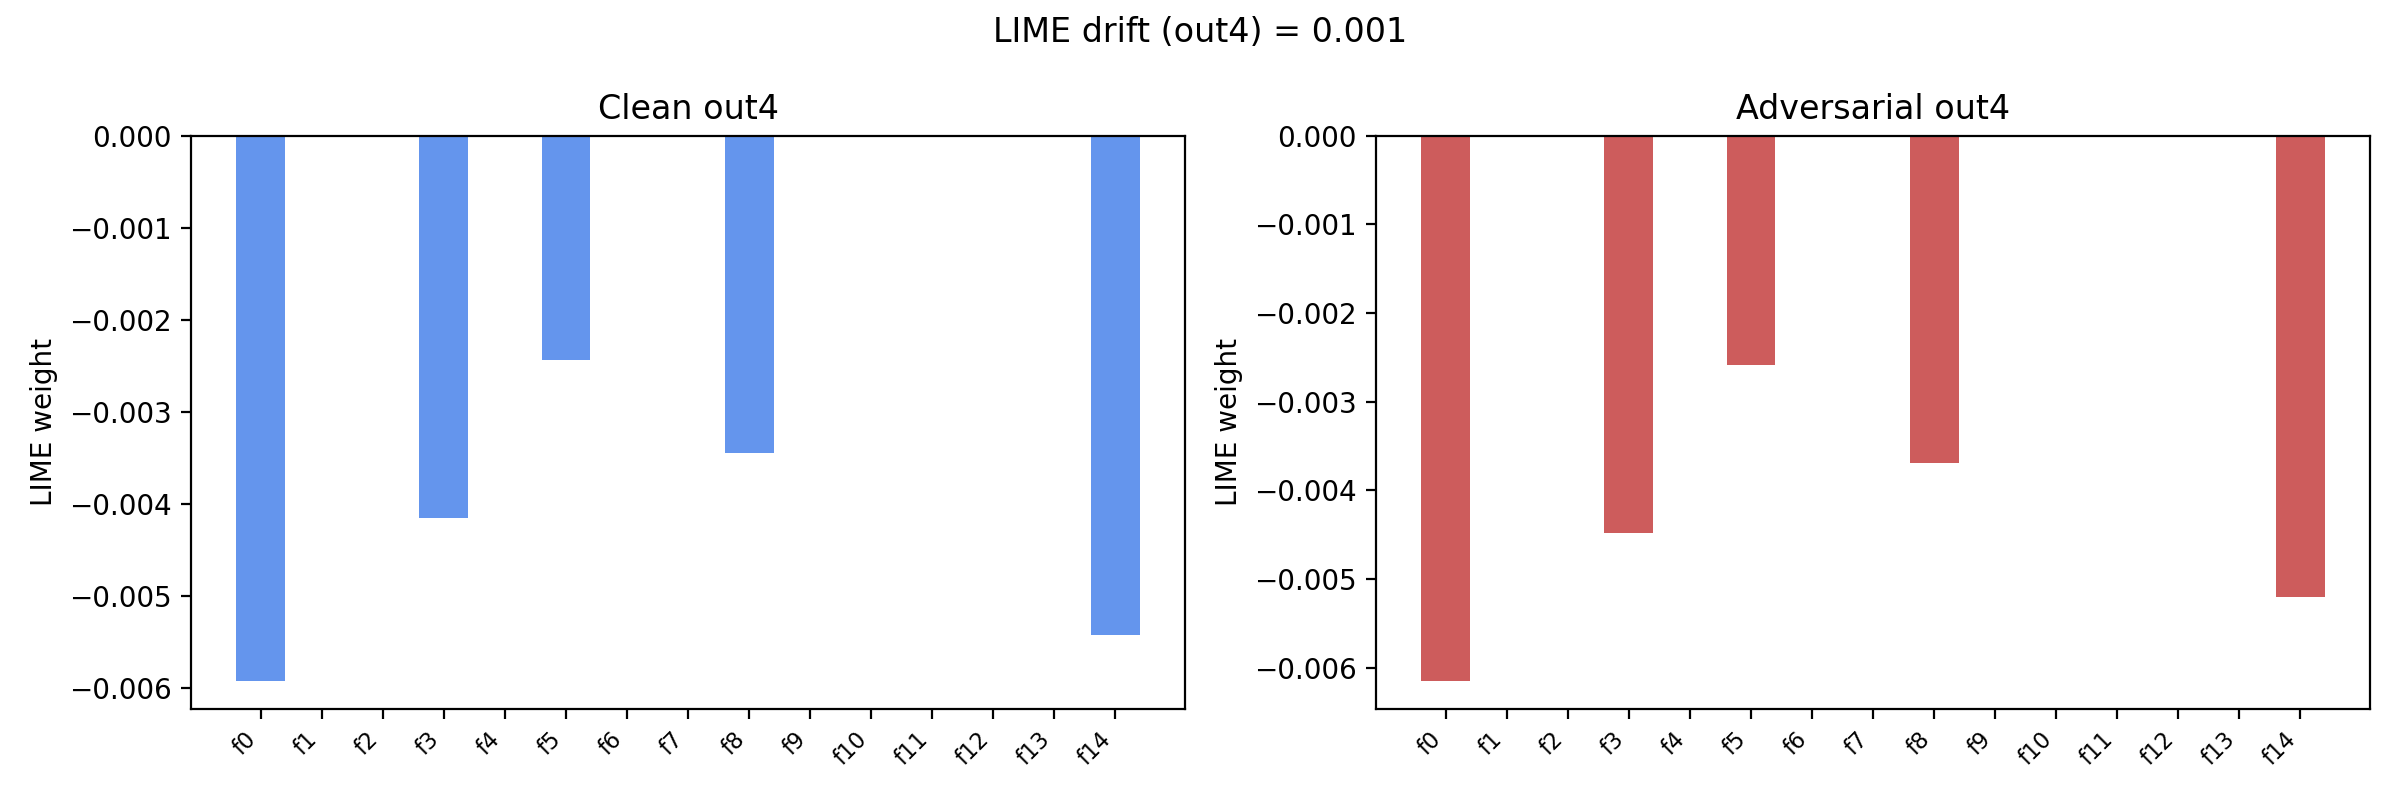 LIME drift (out4) = 0.001
Clean out4
LIME weight
0.000
−0.001
−0.002
−0.003
−0.004
−0.005
−0.006
f0 f1 f2 f3 f4 f5 f6 f7 f8 f9 f10 f11 f12 f13 f14
Adversarial out4
LIME weight
0.000
−0.001
−0.002
−0.003
−0.004
−0.005
−0.006
f0 f1 f2 f3 f4 f5 f6 f7 f8 f9 f10 f11 f12 f13 f14